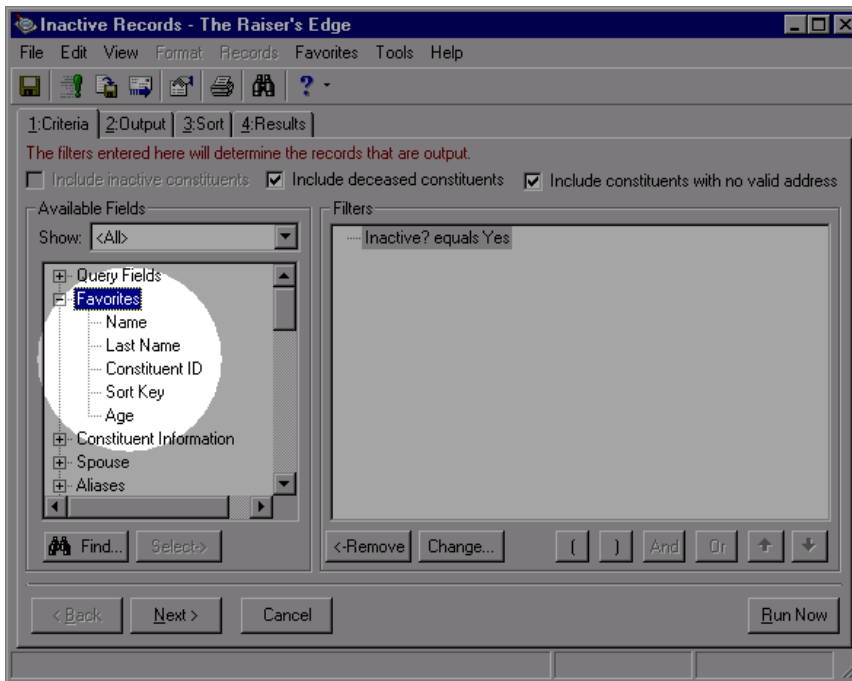 Inactive Records - The Raiser's Edge
File Edit View Format Records Favorites Tools Help
?
1:Criteria 2:Output 3:Sort 4:Results
The filters entered here will determine the records that are output.
Include inactive constituents Include deceased constituents Include constituents with no valid address
Available Fields Filters
Show: <All> Inactive? equals Yes
Query Fields
Favorites
Name
Last Name
Constituent ID
Sort Key
Age
Constituent Information
Spouse
Aliases
Find... Select-> <-Remove Change... ( ) And Or
< Back Next > Cancel Run Now